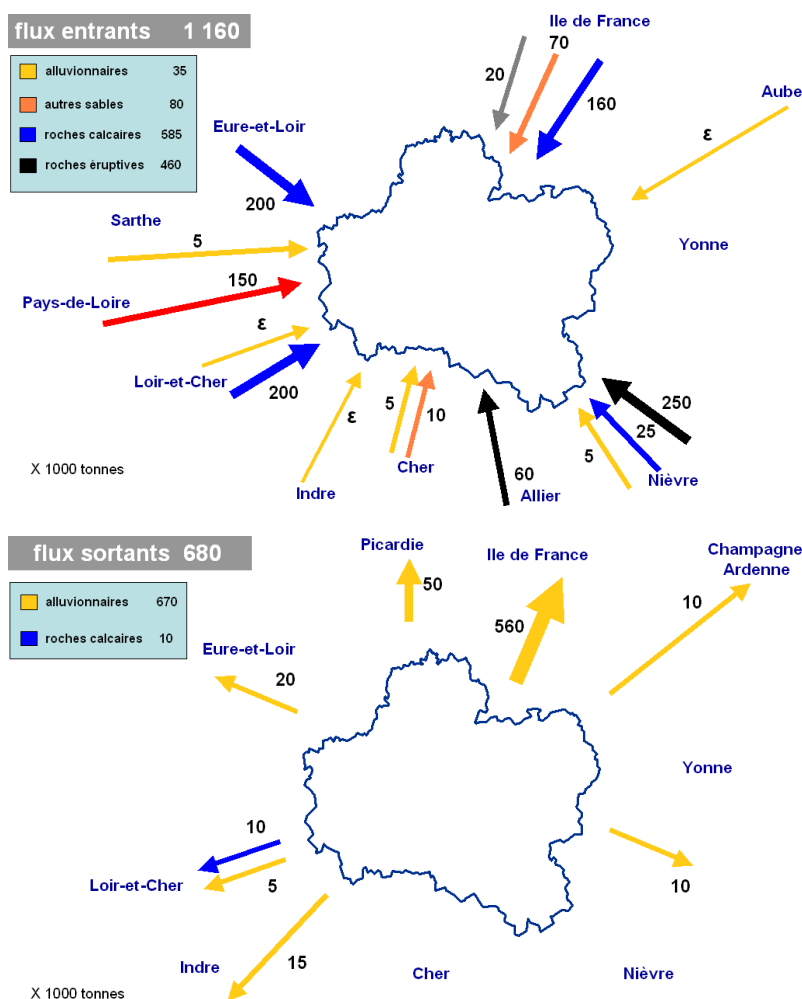 flux entrants 1 160
alluvionnaires 35
autres sables 80
roches calcaires 585
roches éruptives 460
Ile de France
70
20
160
Aube
ε
Eure-et-Loir
200
Sarthe
5
Yonne
150
Pays-de-Loire
ε
Loir-et-Cher
200
ε
5
10
250
25
5
60
Cher
Nièvre
X 1000 tonnes
Indre
Allier
flux sortants 680
alluvionnaires 670
roches calcaires 10
Picardie
Ile de France
Champagne
Ardenne
50
10
560
Eure-et-Loir
20
Yonne
10
Loir-et-Cher
5
10
Indre
15
Cher
Nièvre
X 1000 tonnes